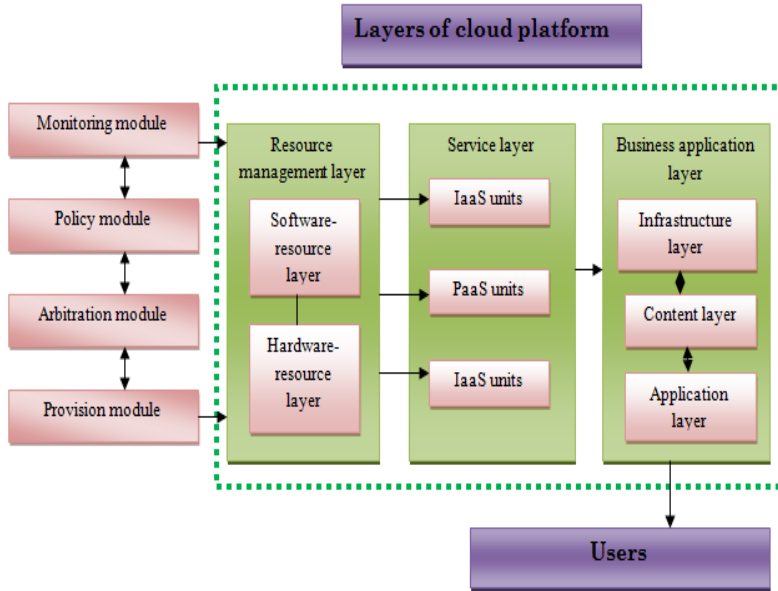 Layers of cloud platform
Monitoring module
Policy module
Arbitration module
Provision module
Resource
management layer
Software-
resource
layer
Hardware-
resource
layer
Service layer
IaaS units
PaaS units
IaaS units
Business application
layer
Infrastructure
layer
Content layer
Application
layer
Users